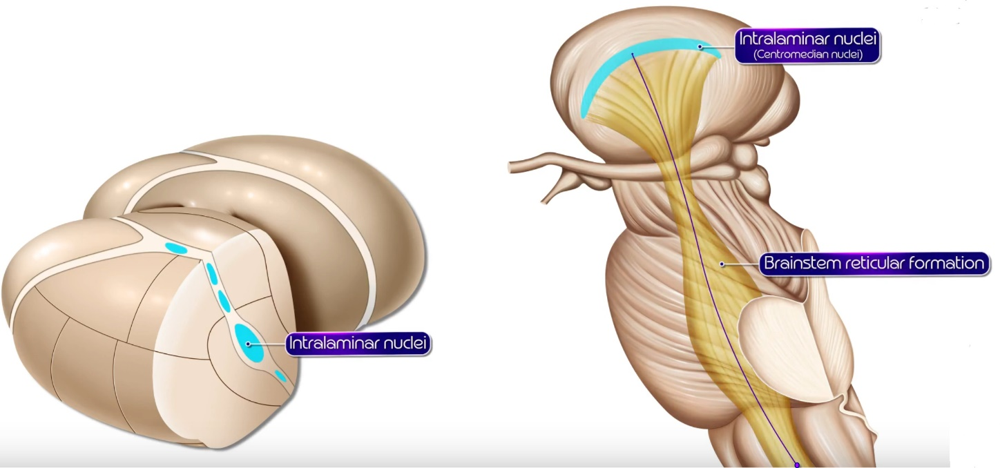 Intralaminar nuclei
(Centromedian nuclei)
Brainstem reticular formation
Intralaminar nuclei